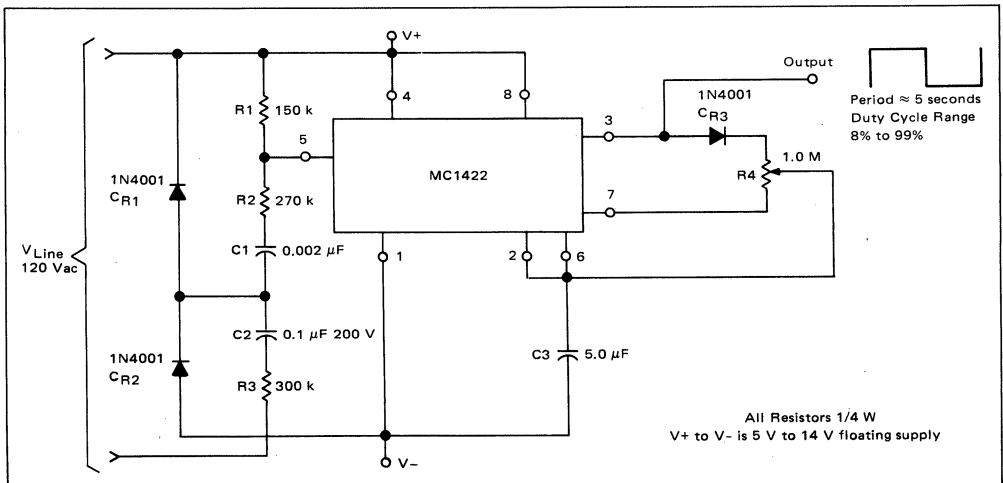 V+
Output
R1 150 k
4
8
1N4001
CR3
3
Period ≈ 5 seconds
Duty Cycle Range
8% to 99%
5
1.0 M
MC1422
R4
1N4001
CR1
R2 270 k
7
VLine
120 Vac
C1 0.002 μF
1
2
6
C2 0.1 μF 200 V
C3 5.0 μF
1N4001
CR2
R3 300 k
All Resistors 1/4 W
V+ to V− is 5 V to 14 V floating supply
V−